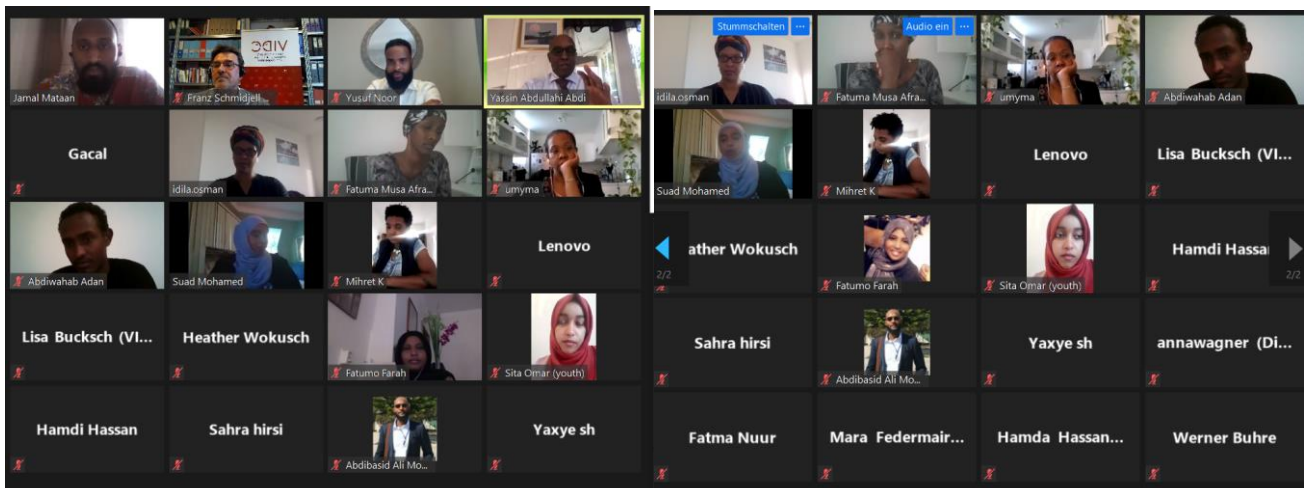 VIDC
Jamal Mataan
Franz Schmidjell
Yusuf Noor
Yassin Abdullahi Abdi
Gacal
idila.osman
Fatuma Musa Afra...
umyma
Abdiwahab Adan
Suad Mohamed
Mihret K
Lenovo
Lisa Bucksch (VI...
Heather Wokusch
Fatumo Farah
Sita Omar (youth)
Hamdi Hassan
Sahra hirsi
Abdibasid Ali Mo...
Yaxye sh
Stummschalten ...
Audio ein ...
idila.osman
Fatuma Musa Afra...
umyma
Abdiwahab Adan
Suad Mohamed
Mihret K
Lenovo
Lisa Bucksch (VI...
ather Wokusch
2/2
Fatumo Farah
Sita Omar (youth)
Hamdi Hassa
2/2
Sahra hirsi
Abdibasid Ali Mo...
Yaxye sh
annawagner (Di...
Fatma Nuur
Mara Federmair...
Hamda Hassan...
Werner Buhre